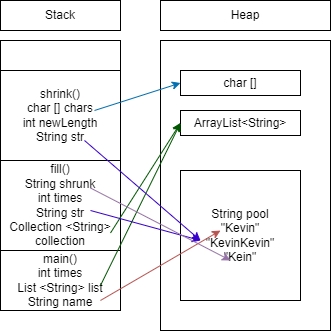 Stack
Heap
shrink()
char [] chars
int newLength
String str
fill()
String shrunk
int times
String str
Collection <String>
collection
main()
int times
List <String> list
String name
char []
ArrayList<String>
String pool
"Kevin"
"KevinKevin"
"Kein"